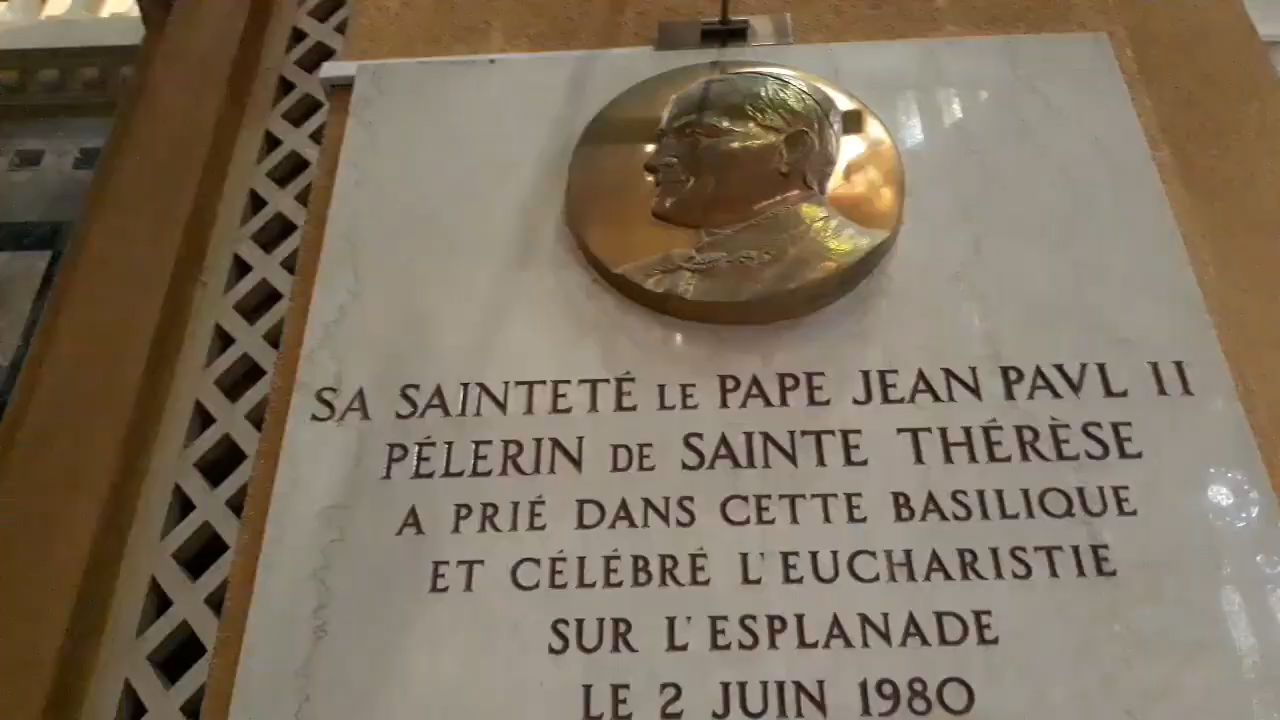 SA SAINTETÉ LE PAPE JEAN PAVL II
PÉLERIN DE SAINTE THÉRÈSE
A PRIÉ DANS CETTE BASILIQUE
ET CÉLÉBRÉ L'EUCHARISTIE
SUR L'ESPLANADE
LE 2 JUIN 1980